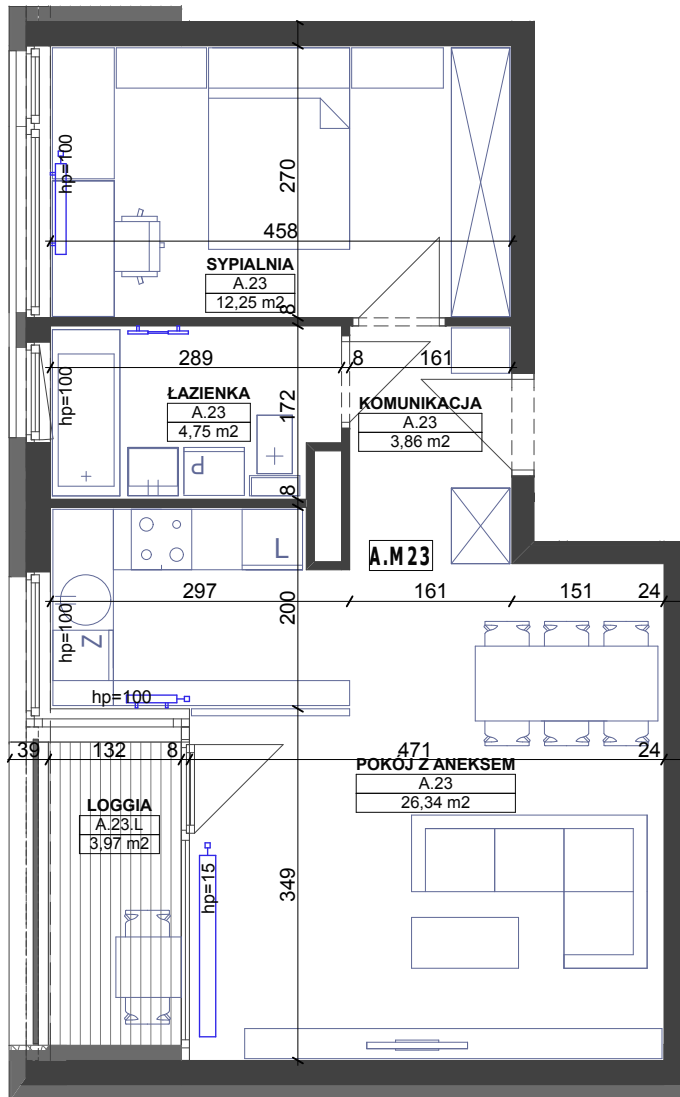 270
hp=100
458
SYPIALNIA
A.23
12,25 m2
8
289
8
161
hp=100
ŁAZIENKA
A.23
4,75 m2
172
KOMUNIKACJA
A.23
3,86 m2
P
8
L
A.M 23
297
161
151
24
200
hp=100
Z
hp=100
39
132
8
471
24
POKÓJ Z ANEKSEM
A.23
26,34 m2
LOGGIA
A.23.L
3,97 m2
hp=15
349